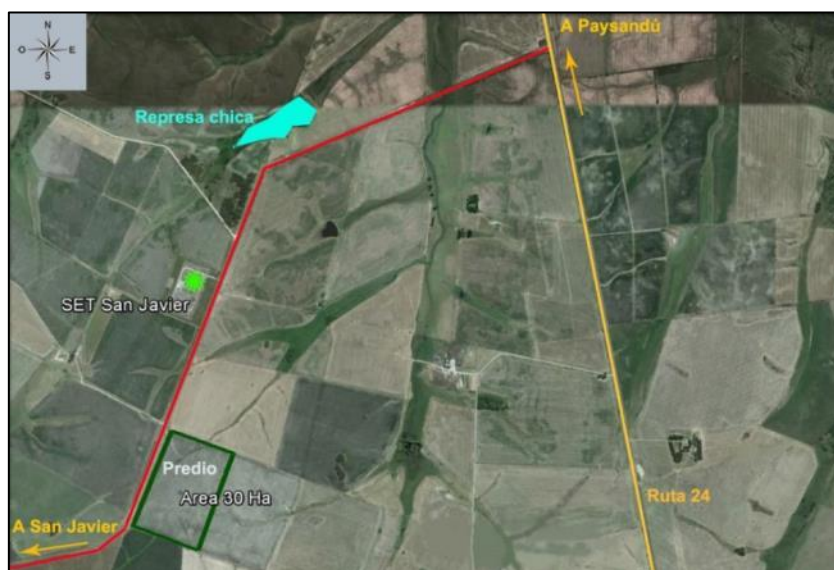 N
O E
S
A Paysandú
Represa chica
SET San Javier
Predio
Area 30 Ha
A San Javier
Ruta 24